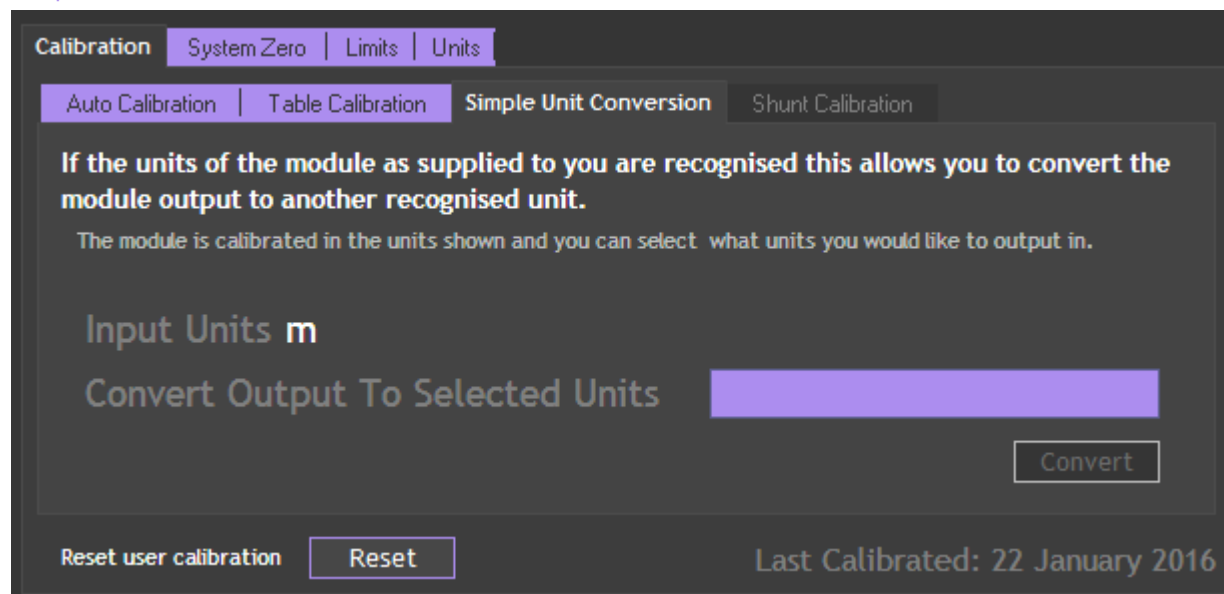 Calibration System Zero | Limits | Units
Auto Calibration | Table Calibration Simple Unit Conversion Shunt Calibration
If the units of the module as supplied to you are recognised this allows you to convert the
module output to another recognised unit.
The module is calibrated in the units shown and you can select what units you would like to output in.
Input Units m
Convert Output To Selected Units
Convert
Reset user calibration Reset Last Calibrated: 22 January 2016